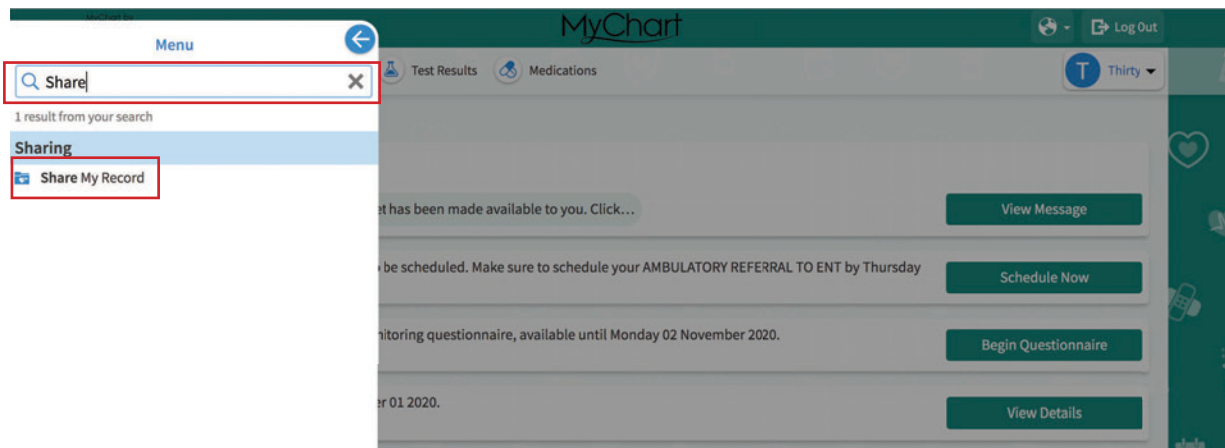 MyChart by
MyChart
Log Out
Menu
Share
Test Results
Medications
T
Thirty
1 result from your search
Sharing
Share My Record
et has been made available to you. Click…
View Message
be scheduled. Make sure to schedule your AMBULATORY REFERRAL TO ENT by Thursday
Schedule Now
nitoring questionnaire, available until Monday 02 November 2020.
Begin Questionnaire
er 01 2020.
View Details